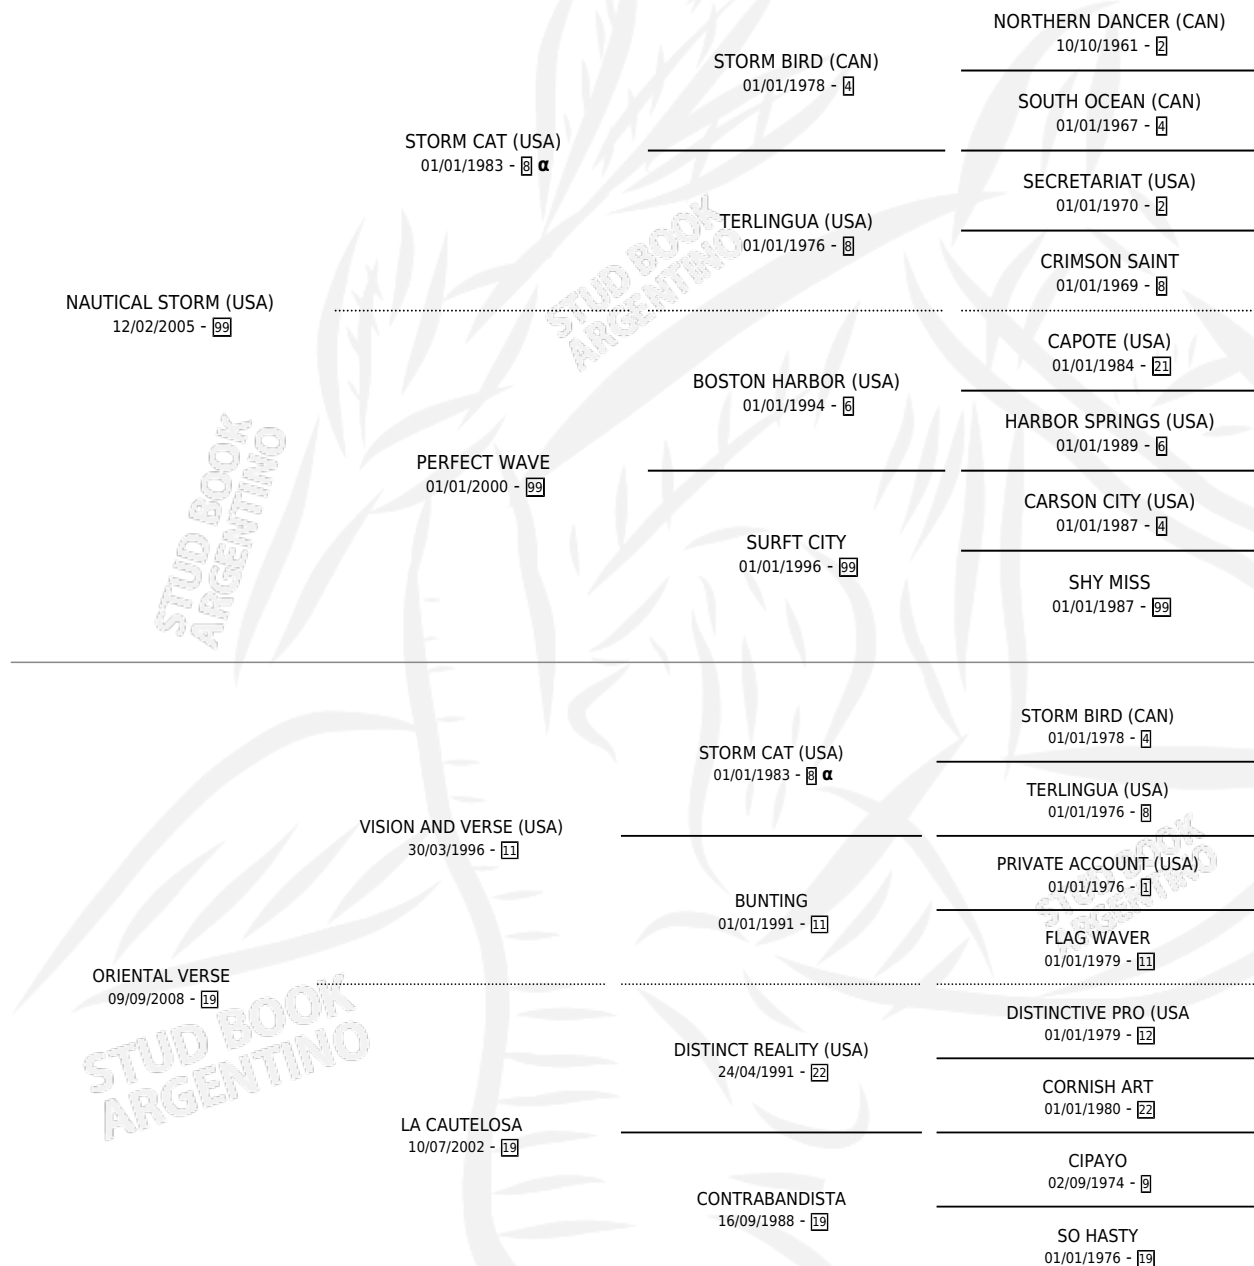 NORTHERN DANCER (CAN)
10/10/1961 - 2
STORM BIRD (CAN)
01/01/1978 - 4
SOUTH OCEAN (CAN)
01/01/1967 - 4
STORM CAT (USA)
01/01/1983 - 8 α
SECRETARIAT (USA)
01/01/1970 - 2
TERLINGUA (USA)
01/01/1976 - 8
CRIMSON SAINT
01/01/1969 - 8
NAUTICAL STORM (USA)
12/02/2005 - 99
CAPOTE (USA)
01/01/1984 - 21
BOSTON HARBOR (USA)
01/01/1994 - 6
HARBOR SPRINGS (USA)
01/01/1989 - 6
PERFECT WAVE
01/01/2000 - 99
CARSON CITY (USA)
01/01/1987 - 4
SURFT CITY
01/01/1996 - 99
SHY MISS
01/01/1987 - 99
STORM BIRD (CAN)
01/01/1978 - 4
STORM CAT (USA)
01/01/1983 - 8 α
TERLINGUA (USA)
01/01/1976 - 8
VISION AND VERSE (USA)
30/03/1996 - 11
PRIVATE ACCOUNT (USA)
01/01/1976 - 1
BUNTING
01/01/1991 - 11
FLAG WAVER
01/01/1979 - 11
ORIENTAL VERSE
09/09/2008 - 19
DISTINCTIVE PRO (USA
01/01/1979 - 12
DISTINCT REALITY (USA)
24/04/1991 - 22
CORNISH ART
01/01/1980 - 22
LA CAUTELOSA
10/07/2002 - 19
CIPAYO
02/09/1974 - 9
CONTRABANDISTA
16/09/1988 - 19
SO HASTY
01/01/1976 - 19
STUD BOOK
ARGENTINO
STUD BOOK
ARGENTINO
STUD BOOK
ARGENTINO
STUD BOOK
ARGENTINO